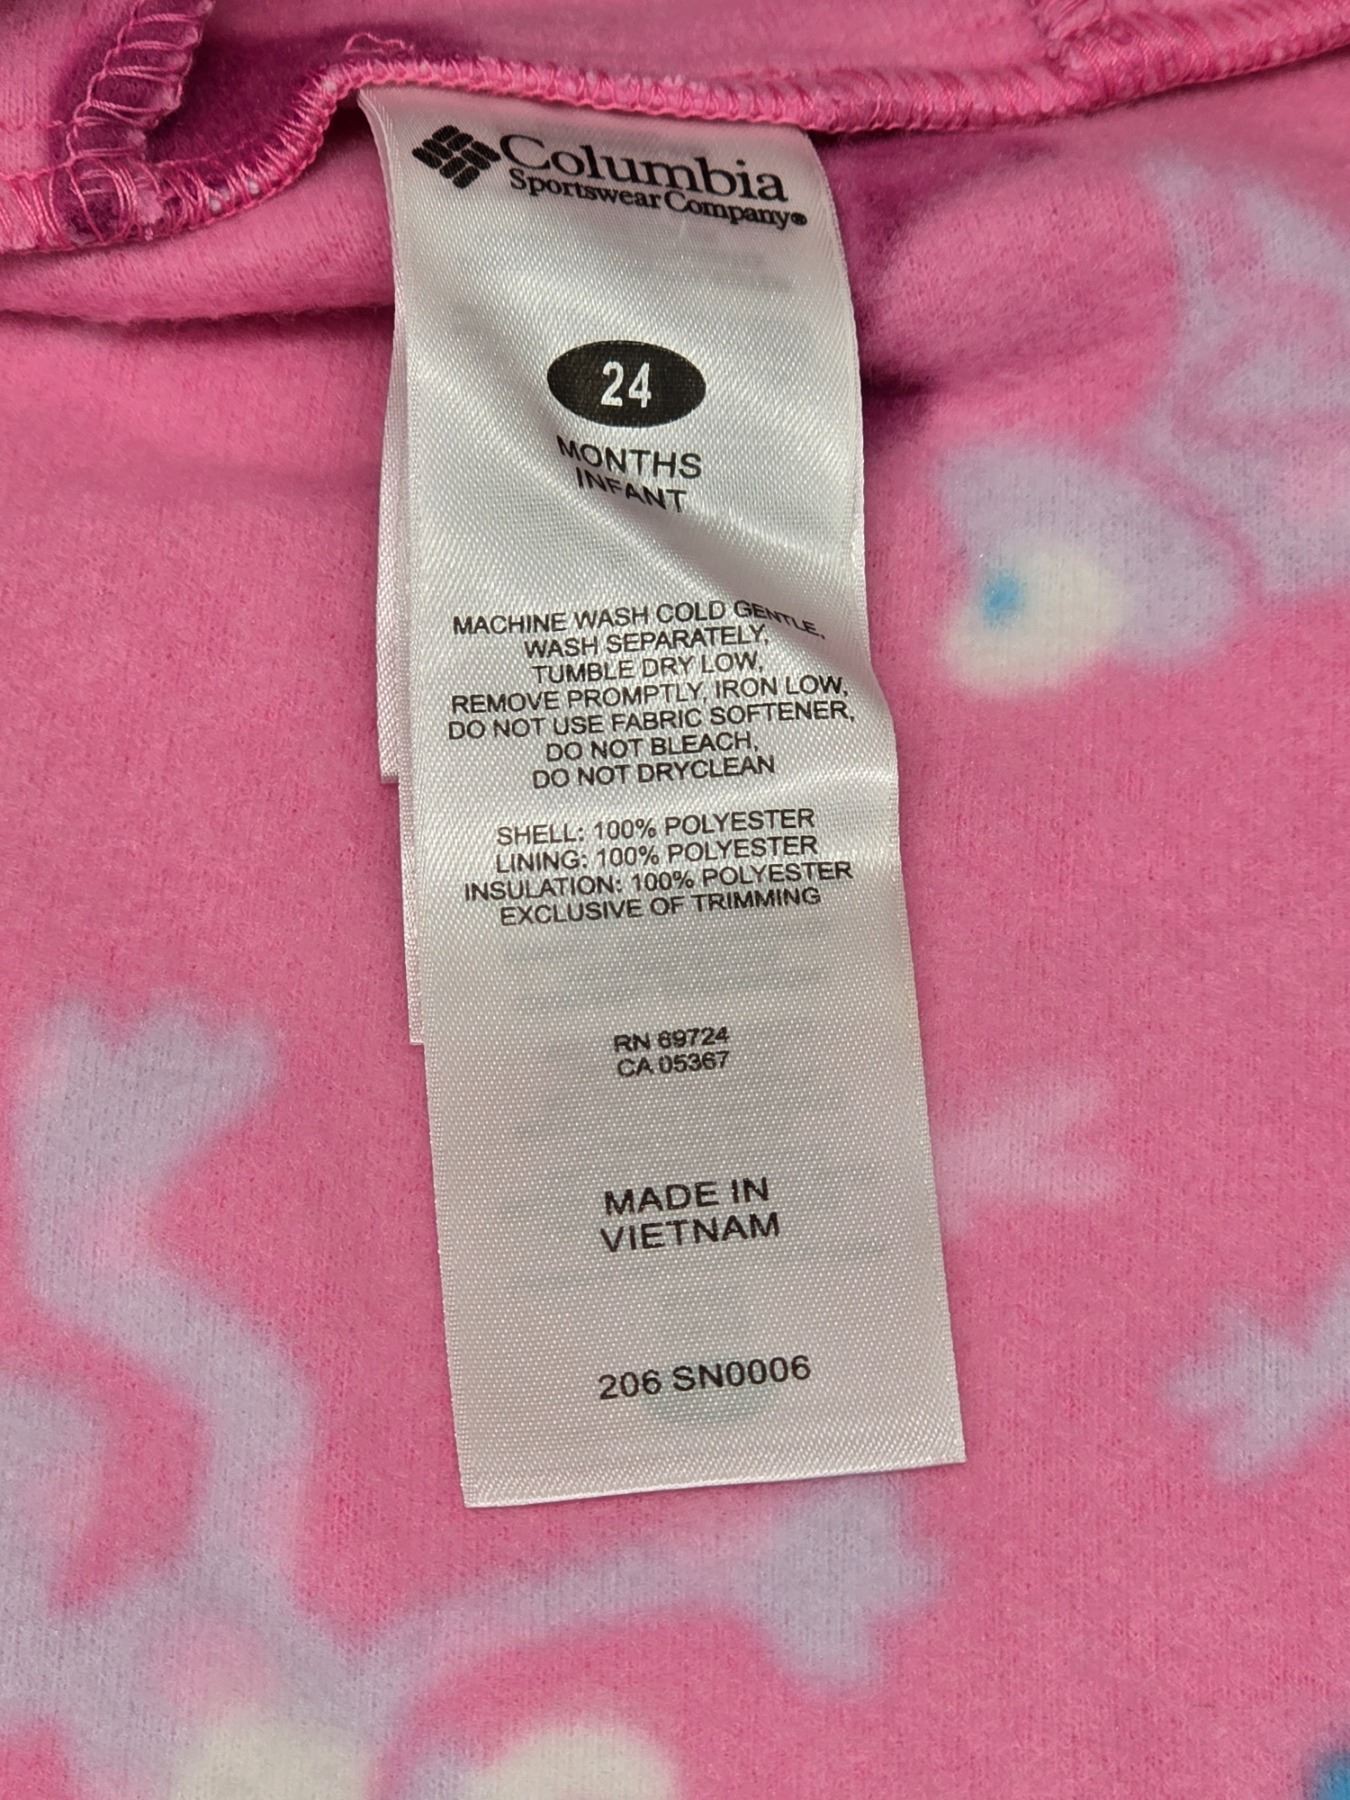 Columbia
Sportswear Company®
24
MONTHS
INFANT
MACHINE WASH COLD GENTLE,
WASH SEPARATELY,
TUMBLE DRY LOW,
REMOVE PROMPTLY, IRON LOW,
DO NOT USE FABRIC SOFTENER,
DO NOT BLEACH,
DO NOT DRYCLEAN
SHELL: 100% POLYESTER
LINING: 100% POLYESTER
INSULATION: 100% POLYESTER
EXCLUSIVE OF TRIMMING
RN 69724
CA 05367
MADE IN
VIETNAM
206 SN0006